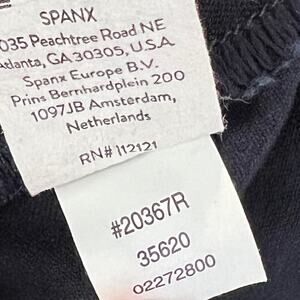 SPANX
035 Peachtree Road NE
Atlanta, GA 30305, U.S.A
Spanx Europe B.V.
Prins Bernhardplein 200
1097JB Amsterdam,
Netherlands
RN# 112121
#20367R
35620
02272800